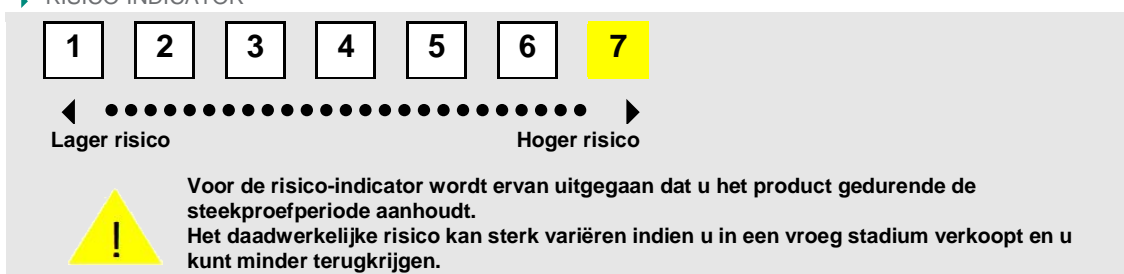 RISICO-INDICATOR
1 2 3 4 5 6 7
Lager risico Hoger risico
Voor de risico-indicator wordt ervan uitgegaan dat u het product gedurende de
steekproefperiode aanhoudt.
! Het daadwerkelijke risico kan sterk variëren indien u in een vroeg stadium verkoopt en u
kunt minder terugkrijgen.